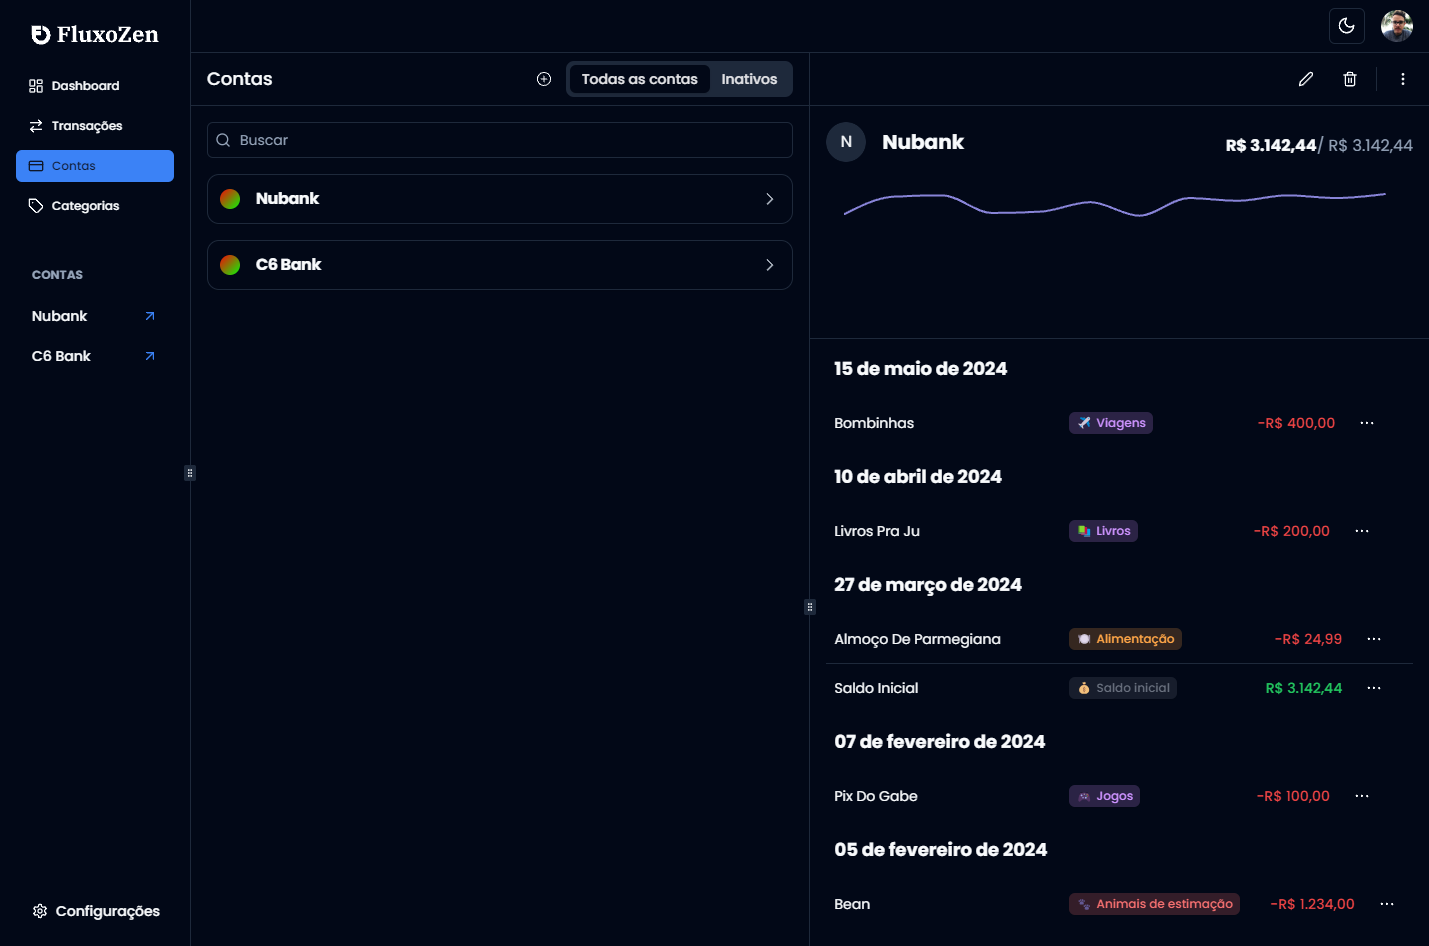 FluxoZen
Dashboard
Transações
Contas
Categorias
CONTAS
Nubank
C6 Bank
Configurações
Contas
Todas as contas
Inativos
Buscar
Nubank
C6 Bank
N
Nubank
R$ 3.142,44/ R$ 3.142,44
15 de maio de 2024
Bombinhas
Viagens
-R$ 400,00
10 de abril de 2024
Livros Pra Ju
Livros
-R$ 200,00
27 de março de 2024
Almoço De Parmegiana
Alimentação
-R$ 24,99
Saldo Inicial
Saldo inicial
R$ 3.142,44
07 de fevereiro de 2024
Pix Do Gabe
Jogos
-R$ 100,00
05 de fevereiro de 2024
Bean
Animais de estimação
-R$ 1.234,00